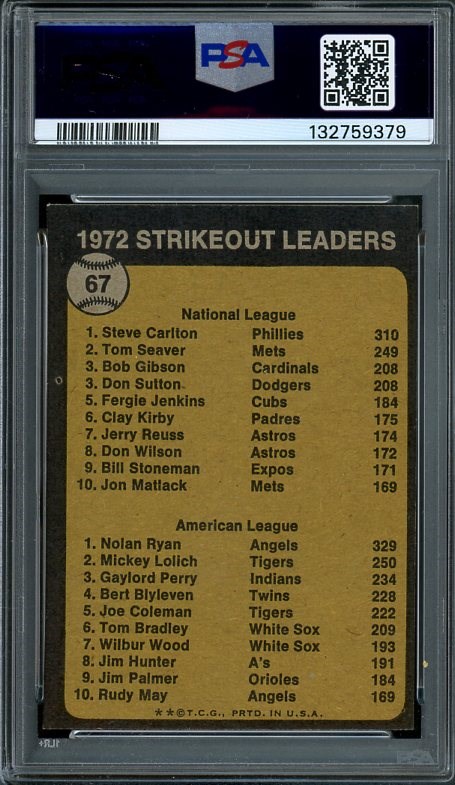 PSA
132759379
1972 STRIKEOUT LEADERS
67
National League
1. Steve Carlton Phillies 310
2. Tom Seaver Mets 249
3. Bob Gibson Cardinals 208
3. Don Sutton Dodgers 208
5. Fergie Jenkins Cubs 184
6. Clay Kirby Padres 175
7. Jerry Reuss Astros 174
8. Don Wilson Astros 172
9. Bill Stoneman Expos 171
10. Jon Matlack Mets 169
American League
1. Nolan Ryan Angels 329
2. Mickey Lolich Tigers 250
3. Gaylord Perry Indians 234
4. Bert Blyleven Twins 228
5. Joe Coleman Tigers 222
6. Tom Bradley White Sox 209
7. Wilbur Wood White Sox 193
8. Jim Hunter A's 191
9. Jim Palmer Orioles 184
10. Rudy May Angels 169
**©T.C.G., PRTD. IN U.S.A.
PSA